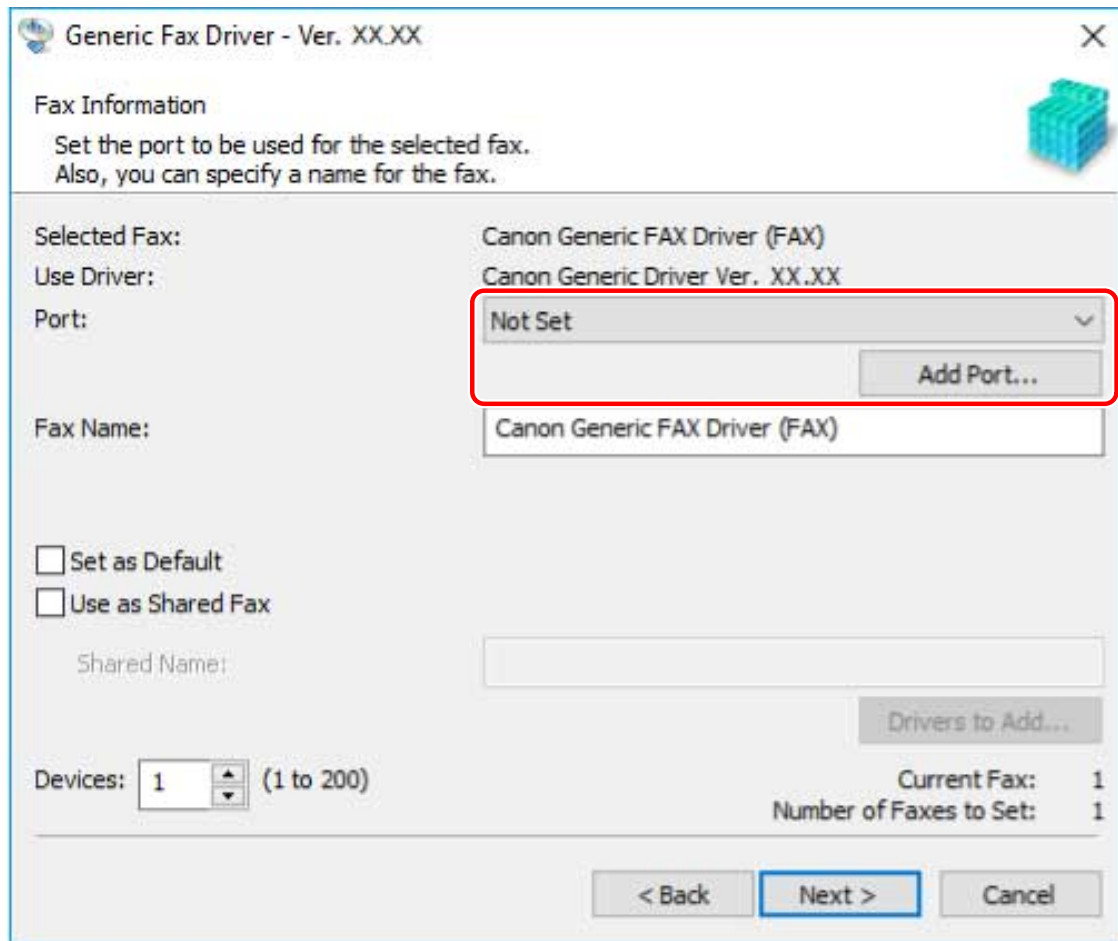 Generic Fax Driver - Ver. XX.XX
Fax Information
Set the port to be used for the selected fax.
Also, you can specify a name for the fax.
Selected Fax: Canon Generic FAX Driver (FAX)
Use Driver: Canon Generic Driver Ver. XX.XX
Port: Not Set
Add Port...
Fax Name: Canon Generic FAX Driver (FAX)
Set as Default
Use as Shared Fax
Shared Name:
Drivers to Add...
Devices: 1 (1 to 200) Current Fax: 1
Number of Faxes to Set: 1
< Back Next > Cancel